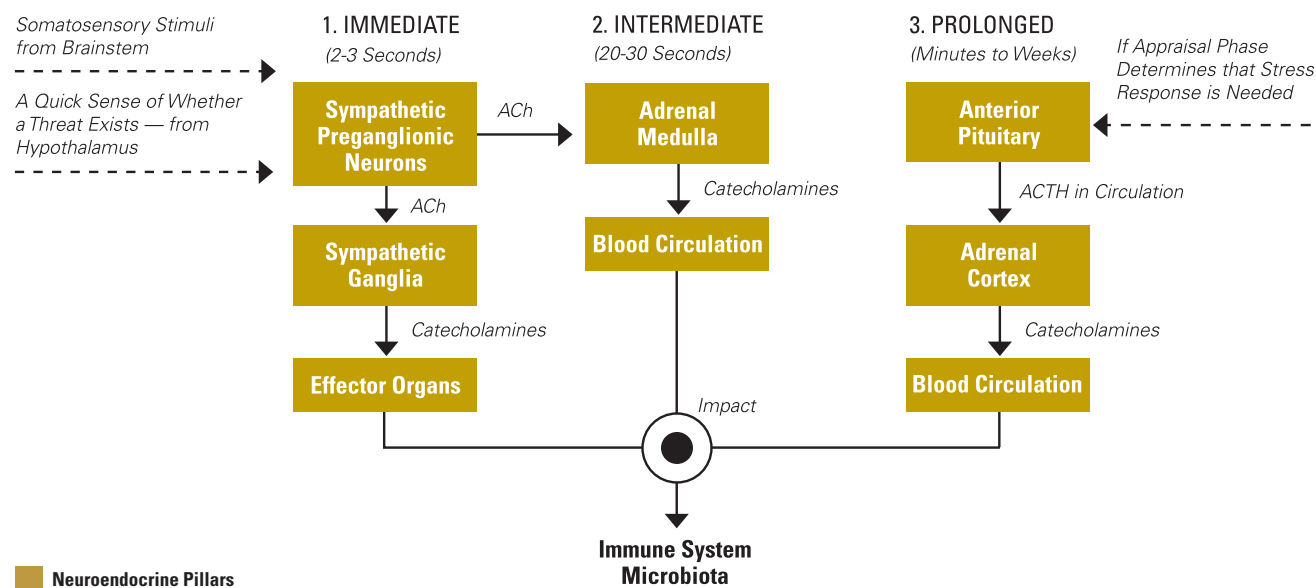 Somatosensory Stimuli
from Brainstem
A Quick Sense of Whether
a Threat Exists — from
Hypothalamus
1. IMMEDIATE
(2-3 Seconds)
Sympathetic
Preganglionic
Neurons
ACh
ACh
Sympathetic
Ganglia
Catecholamines
Effector Organs
2. INTERMEDIATE
(20-30 Seconds)
Adrenal
Medulla
Catecholamines
Blood Circulation
3. PROLONGED
(Minutes to Weeks)
If Appraisal Phase
Determines that Stress
Response is Needed
Anterior
Pituitary
ACTH in Circulation
Adrenal
Cortex
Catecholamines
Blood Circulation
Impact
Immune System
Microbiota
Neuroendocrine Pillars